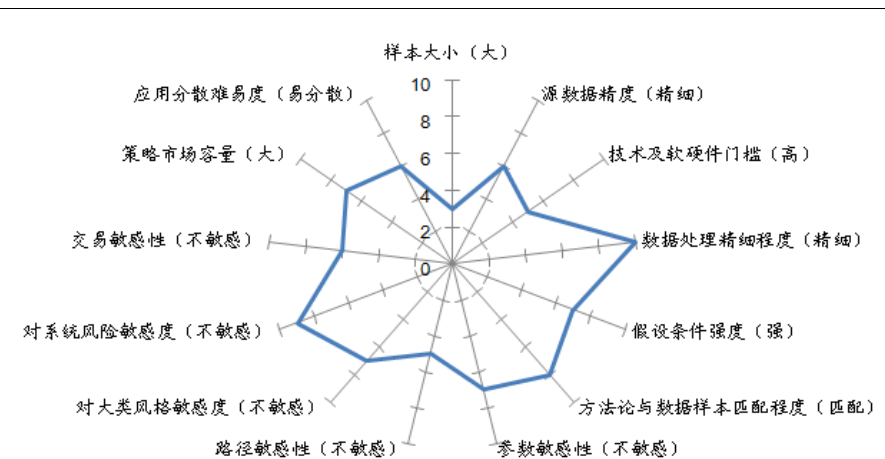 样本大小（大）
源数据精度（精细）
技术及软硬件门槛（高）
数据处理精细程度（精细）
假设条件强度（强）
方法论与数据样本匹配程度（匹配）
参数敏感性（不敏感）
路径敏感性（不敏感）
对大类风格敏感度（不敏感）
对系统风险敏感度（不敏感）
交易敏感性（不敏感）
策略市场容量（大）
应用分散难易度（易分散）
10
8
6
4
2
0